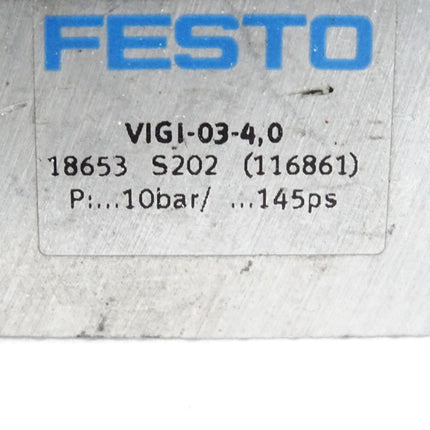 FESTO
VIGI-03-4,0
18653 S202 (116861)
P:...10bar/ ...145ps